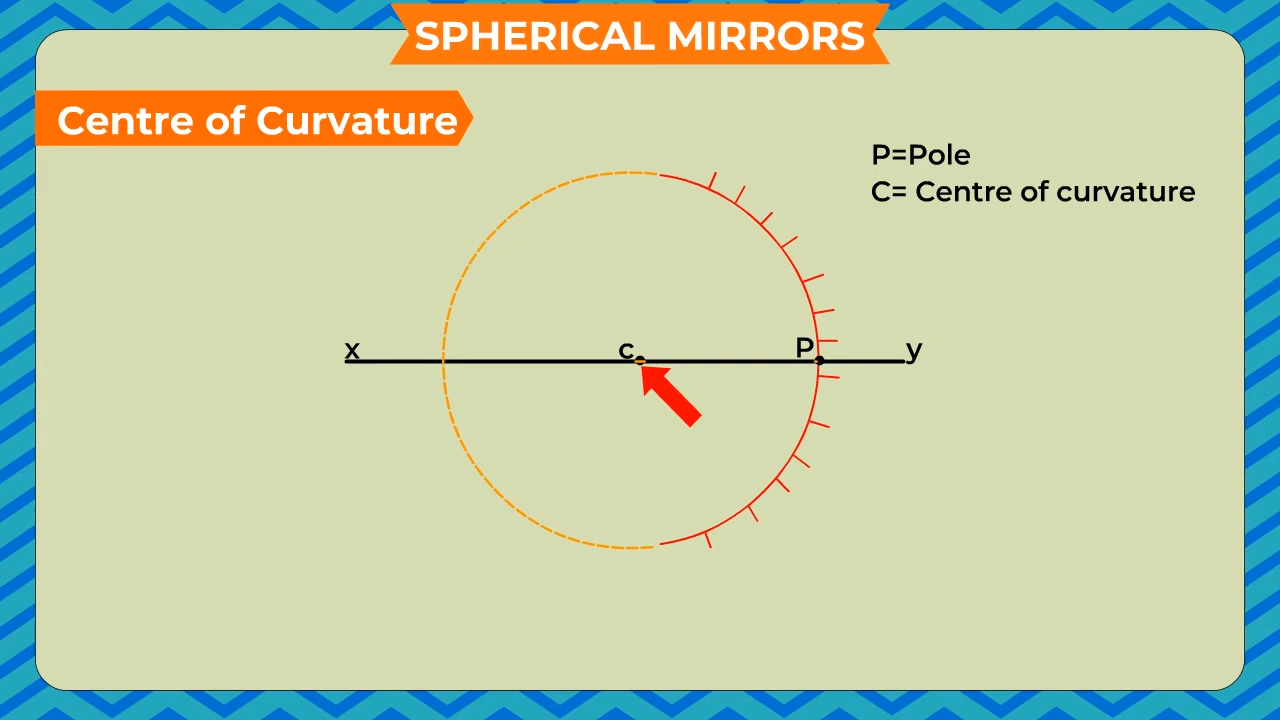 SPHERICAL MIRRORS
Centre of Curvature
P=Pole
C= Centre of curvature
x
c
P
y